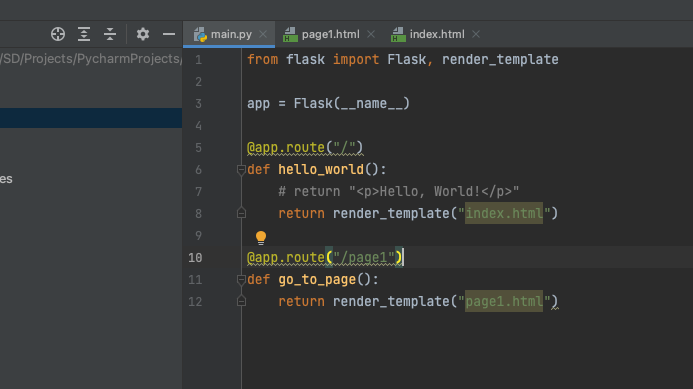 main.py
page1.html
index.html
/SD/Projects/PycharmProjects/
es
1 from flask import Flask, render_template
2
3 app = Flask(__name__)
4
5 @app.route("/")
6 def hello_world():
7 # return "<p>Hello, World!</p>"
8 return render_template("index.html")
9
10 @app.route("/page1")
11 def go_to_page():
12 return render_template("page1.html")